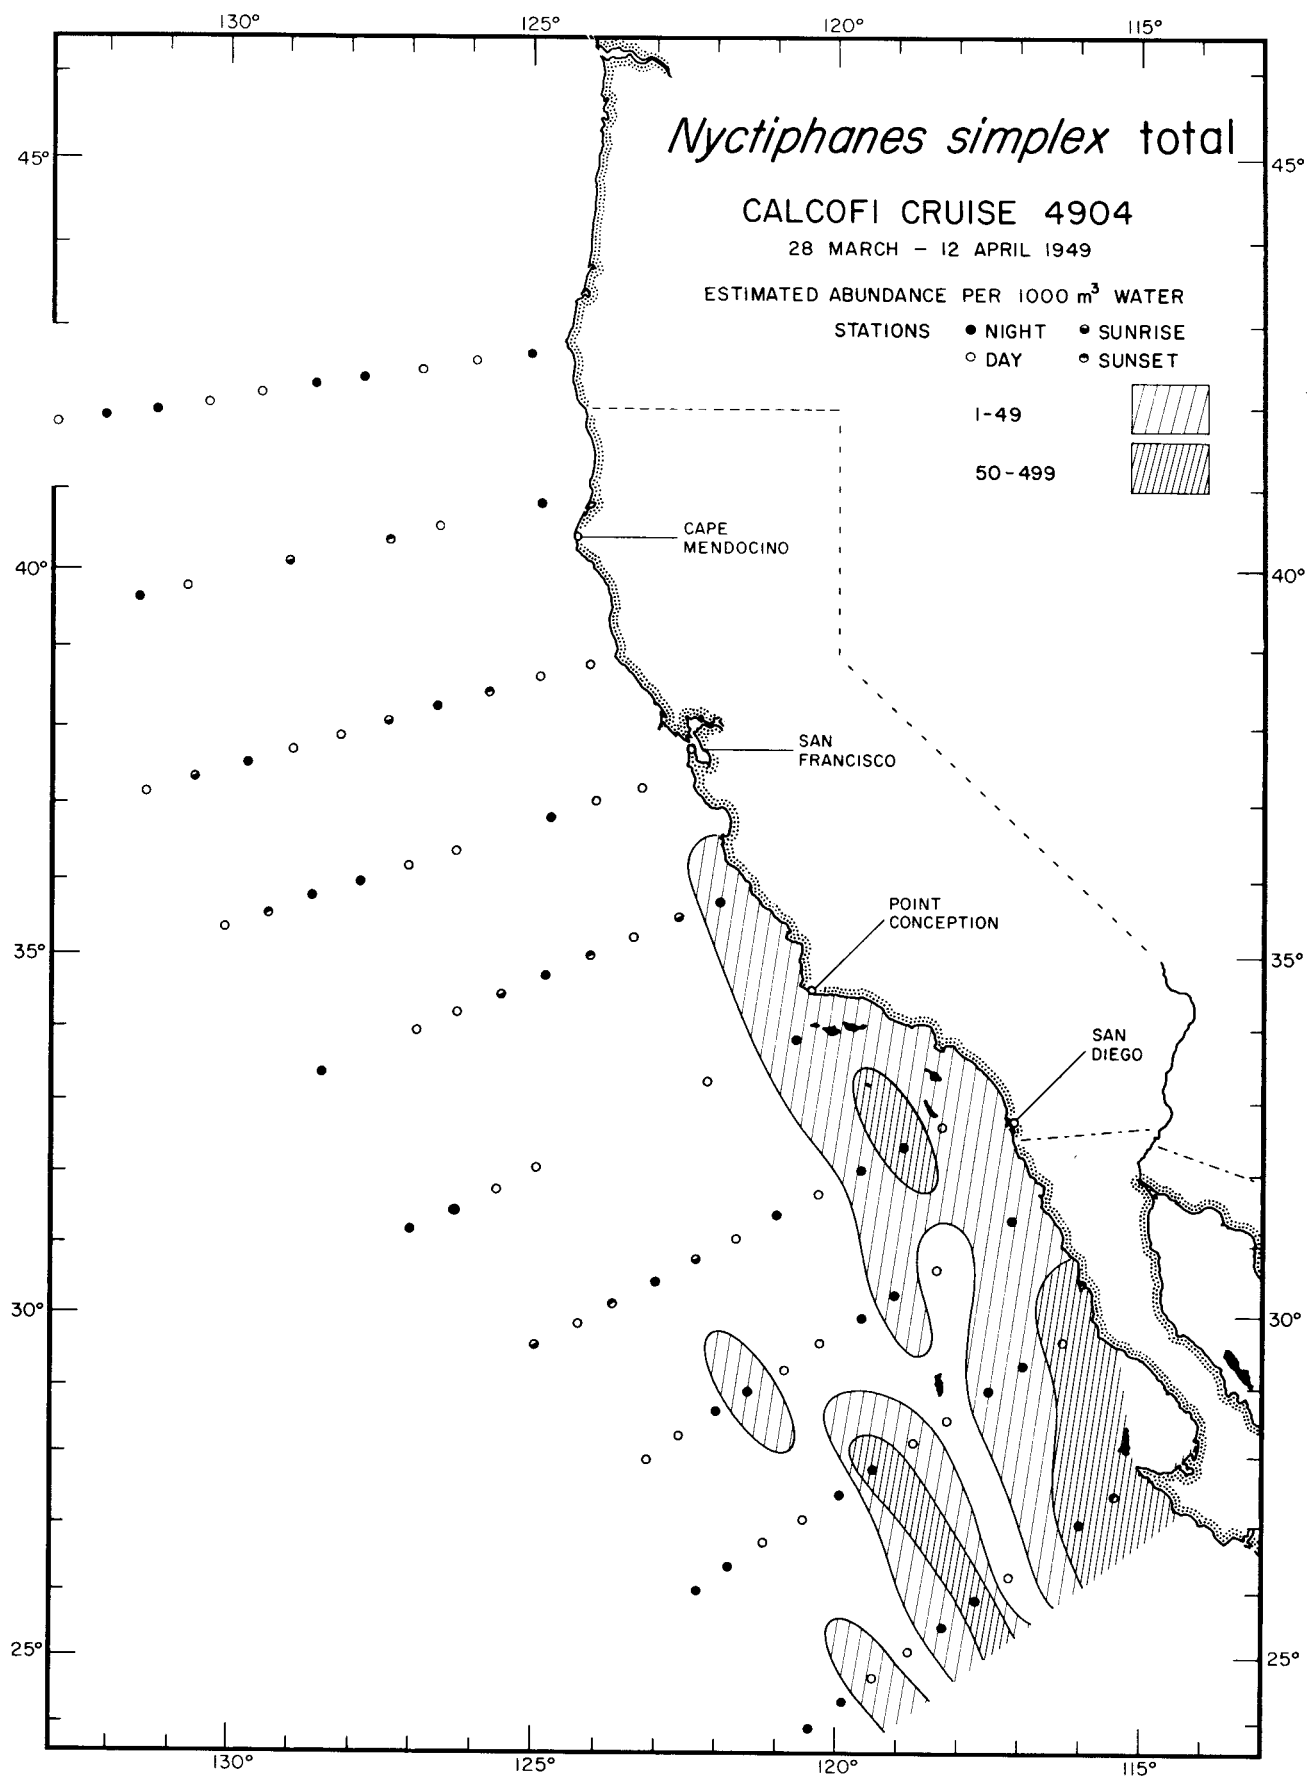 130° 125° 120° 115°
Nyctiphanes simplex total
45° 45°
CALCOFI CRUISE 4904
28 MARCH – 12 APRIL 1949
ESTIMATED ABUNDANCE PER 1000 m³ WATER
STATIONS ● NIGHT SUNRISE
○ DAY SUNSET
1-49
50-499
CAPE
MENDOCINO
40° 40°
SAN
FRANCISCO
POINT
CONCEPTION
35° 35°
SAN
DIEGO
30° 30°
25° 25°
130° 125° 120° 115°